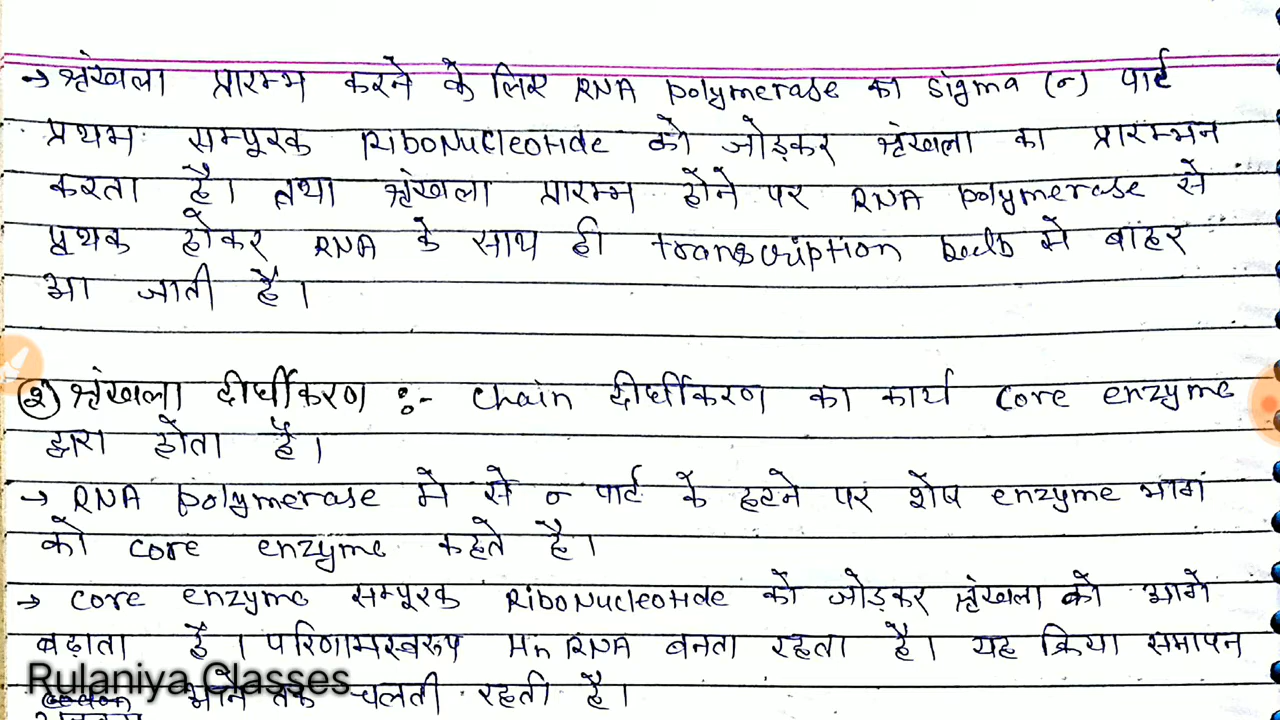 → श्रृंखला प्रारम्भ करने के लिए RNA polymerase का sigma (σ) पार्ट
प्रथम सम्पूरक RiboNucleotide को जोड़कर श्रृंखला का प्रारम्भन
करता है। तथा श्रृंखला प्रारम्भ होने पर RNA polymerase से
पृथक होकर RNA के साथ ही transcription में बाहर
आ जाती है।
② श्रृंखला दीर्घीकरण :- chain दीर्घीकरण का कार्य core enzyme
द्वारा होता है।
→ RNA polymerase में से σ पार्ट के हटने पर शेष enzyme भाग
को core enzyme कहते है।
→ core enzyme सम्पूरक RiboNucleotide को जोड़कर श्रृंखला को आगे
बढ़ाता है। परिणामस्वरूप HnRNA बनता रहता है। यह क्रिया समापन
आने तक चलती रहती है।
Rulaniya Classes